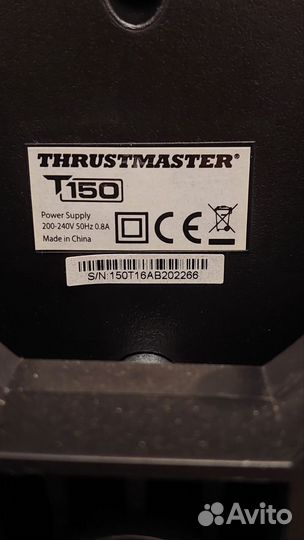 THRUSTMASTER®
T150
Power Supply
200-240V 50Hz 0.8A
Made in China
CE
S/N:150T16AB202266
Avito